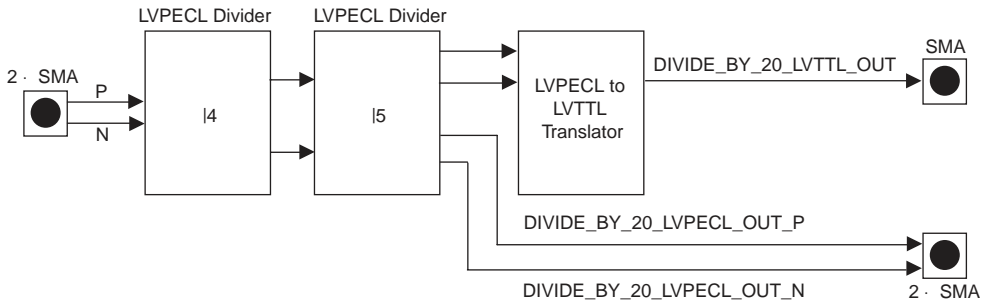 LVPECL Divider
LVPECL Divider
SMA
2 · SMA
P
N
|4
|5
LVPECL to
LVTTL
Translator
DIVIDE_BY_20_LVTTL_OUT
DIVIDE_BY_20_LVPECL_OUT_P
DIVIDE_BY_20_LVPECL_OUT_N
2 · SMA